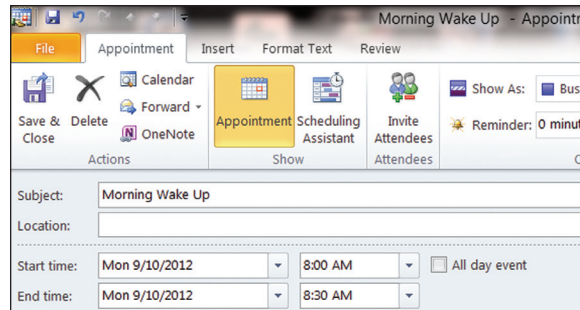 Morning Wake Up - Appointm
File Appointment Insert Format Text Review
Save & Close
Delete
Calendar
Forward
OneNote
Appointment
Scheduling Assistant
Invite Attendees
Show As: Bus
Reminder: 0 minut
Actions Show Attendees
Subject: Morning Wake Up
Location:
Start time: Mon 9/10/2012 8:00 AM All day event
End time: Mon 9/10/2012 8:30 AM